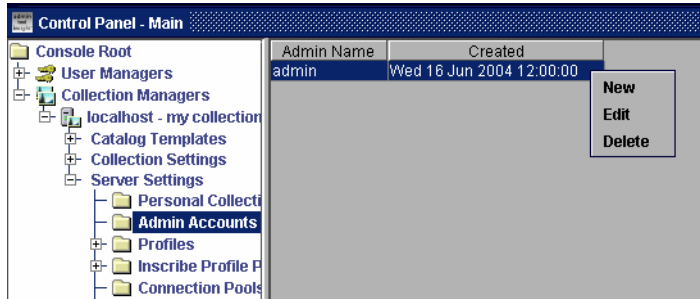 Control Panel - Main
Console Root
User Managers
Collection Managers
localhost - my collection
Catalog Templates
Collection Settings
Server Settings
Personal Collecti
Admin Accounts
Profiles
Inscribe Profile P
Connection Pools
Admin Name Created
admin Wed 16 Jun 2004 12:00:00
New
Edit
Delete